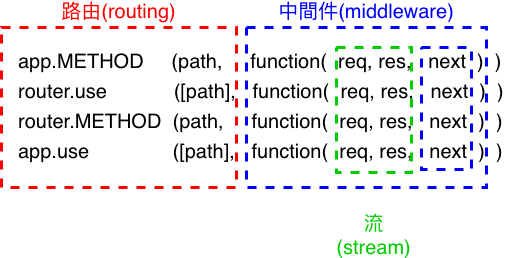 路由(routing) 中間件(middleware)
app.METHOD (path, function( req, res, next ) )
router.use ([path], function( req, res, next ) )
router.METHOD (path, function( req, res, next ) )
app.use ([path], function( req, res, next ) )
流
(stream)